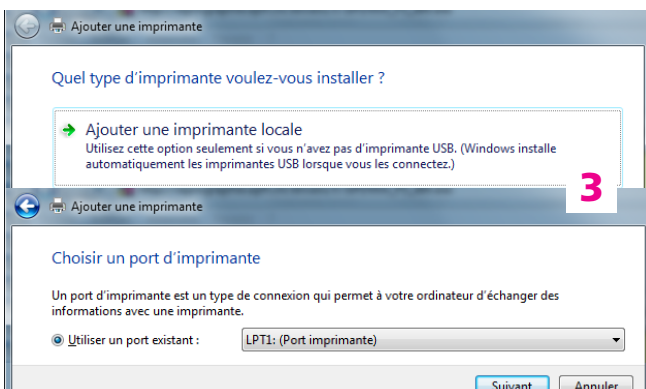 Ajouter une imprimante
Quel type d'imprimante voulez-vous installer ?
Ajouter une imprimante locale
Utilisez cette option seulement si vous n'avez pas d'imprimante USB. (Windows installe
automatiquement les imprimantes USB lorsque vous les connectez.)
3
Ajouter une imprimante
Choisir un port d'imprimante
Un port d'imprimante est un type de connexion qui permet à votre ordinateur d'échanger des
informations avec une imprimante.
Utiliser un port existant : LPT1: (Port imprimante)
Suivant Annuler